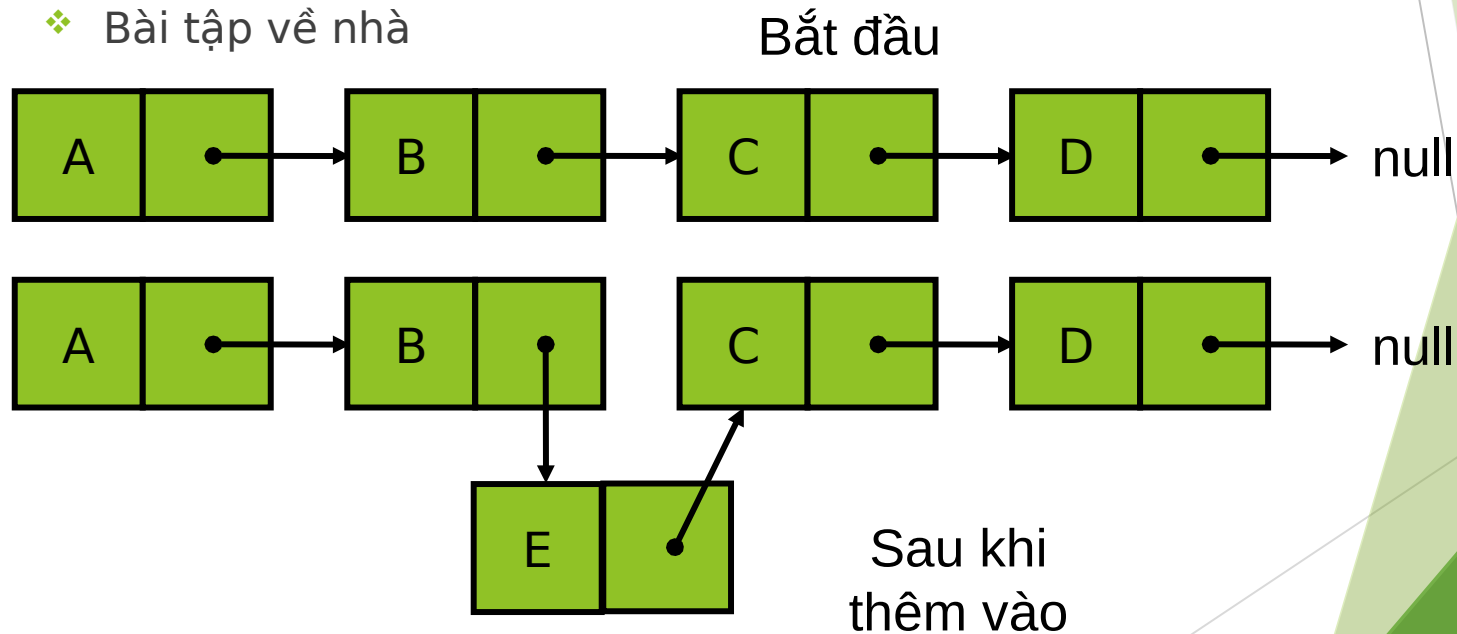 Bài tập về nhà
Bắt đầu
A B C D null
A B C D null
E
Sau khi
thêm vào